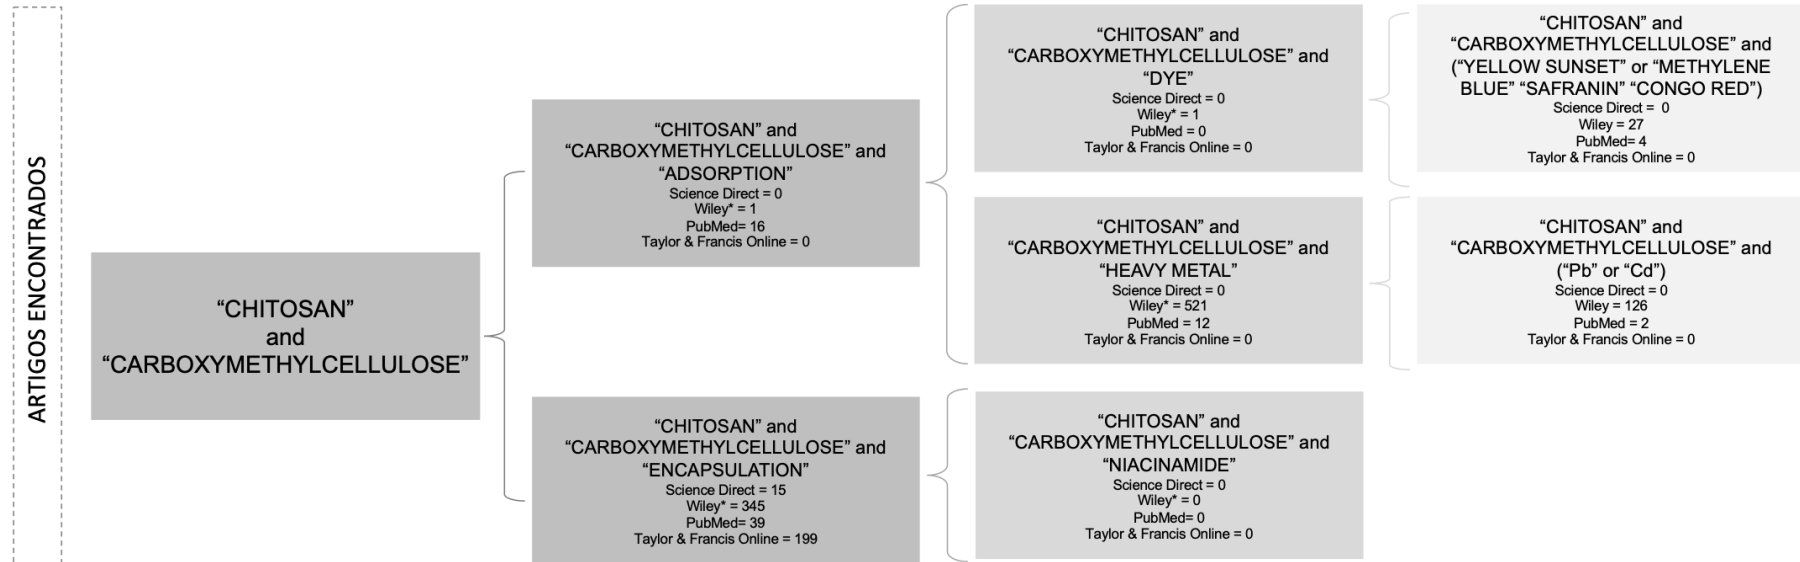 ARTIGOS ENCONTRADOS
“CHITOSAN”
and
“CARBOXYMETHYLCELLULOSE”
“CHITOSAN” and
“CARBOXYMETHYLCELLULOSE” and
“ADSORPTION”
Science Direct = 0
Wiley* = 1
PubMed= 16
Taylor & Francis Online = 0
“CHITOSAN” and
“CARBOXYMETHYLCELLULOSE” and
“ENCAPSULATION”
Science Direct = 15
Wiley* = 345
PubMed= 39
Taylor & Francis Online = 199
“CHITOSAN” and
“CARBOXYMETHYLCELLULOSE” and
“DYE”
Science Direct = 0
Wiley* = 1
PubMed = 0
Taylor & Francis Online = 0
“CHITOSAN” and
“CARBOXYMETHYLCELLULOSE” and
“HEAVY METAL”
Science Direct = 0
Wiley* = 521
PubMed = 12
Taylor & Francis Online = 0
“CHITOSAN” and
“CARBOXYMETHYLCELLULOSE” and
“NIACINAMIDE”
Science Direct = 0
Wiley* = 0
PubMed= 0
Taylor & Francis Online = 0
“CHITOSAN” and
“CARBOXYMETHYLCELLULOSE” and
(“YELLOW SUNSET” or “METHYLENE
BLUE” “SAFRANIN” “CONGO RED”)
Science Direct =  0
Wiley = 27
PubMed= 4
Taylor & Francis Online = 0
“CHITOSAN” and
“CARBOXYMETHYLCELLULOSE” and
(“Pb” or “Cd”)
Science Direct = 0
Wiley = 126
PubMed = 2
Taylor & Francis Online = 0